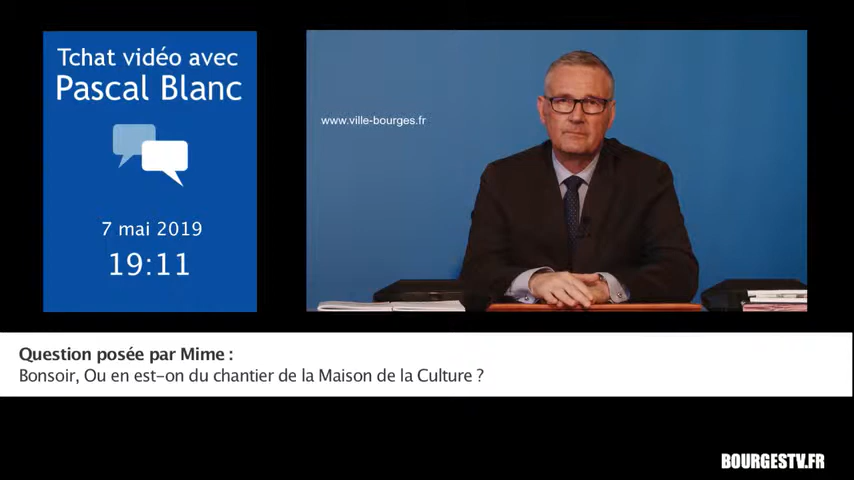 Tchat vidéo avec
Pascal Blanc
7 mai 2019
19:11
www.ville-bourges.fr
Question posée par Mime :
Bonsoir, Ou en est-on du chantier de la Maison de la Culture ?
BOURGESTV.FR